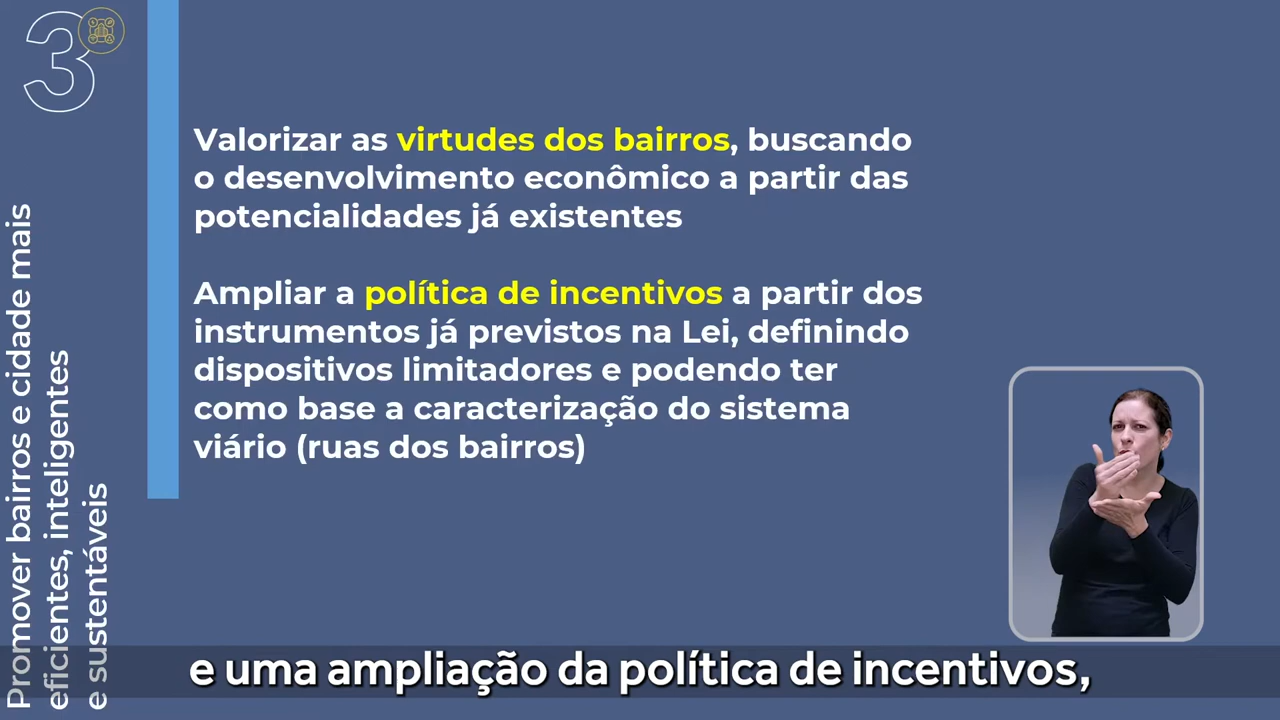 3
Promover bairros e cidade mais
eficientes, inteligentes
e sustentáveis
Valorizar as virtudes dos bairros, buscando
o desenvolvimento econômico a partir das
potencialidades já existentes
Ampliar a política de incentivos a partir dos
instrumentos já previstos na Lei, definindo
dispositivos limitadores e podendo ter
como base a caracterização do sistema
viário (ruas dos bairros)
e uma ampliação da política de incentivos,